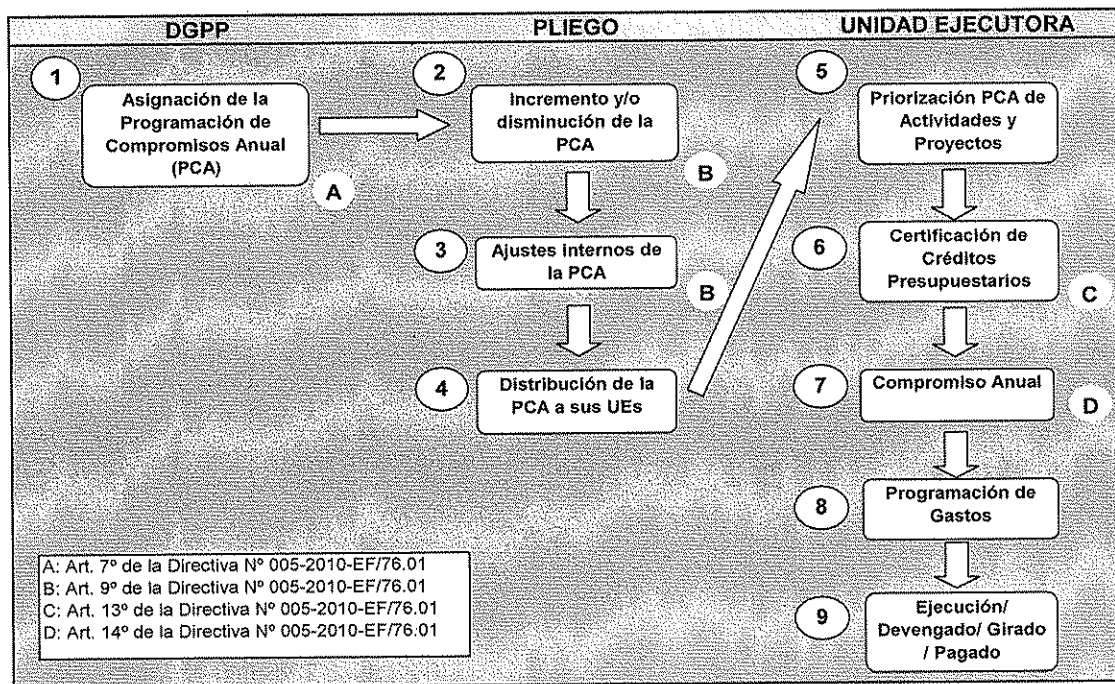 DGPP
PLIEGO
UNIDAD EJECUTORA
1
Asignación de la
Programación de
Compromisos Anual
(PCA)
A
2
Incremento y/o
disminución de la
PCA
B
3
Ajustes internos de
la PCA
B
4
Distribución de la
PCA a sus UEs
5
Priorización PCA de
Actividades y
Proyectos
6
Certificación de
Créditos
Presupuestarios
C
7
Compromiso Anual
D
8
Programación de
Gastos
9
Ejecución/
Devengado/ Girado
/ Pagado
A: Art. 7º de la Directiva Nº 005-2010-EF/76.01
B: Art. 9º de la Directiva Nº 005-2010-EF/76.01
C: Art. 13º de la Directiva Nº 005-2010-EF/76.01
D: Art. 14º de la Directiva Nº 005-2010-EF/76.01